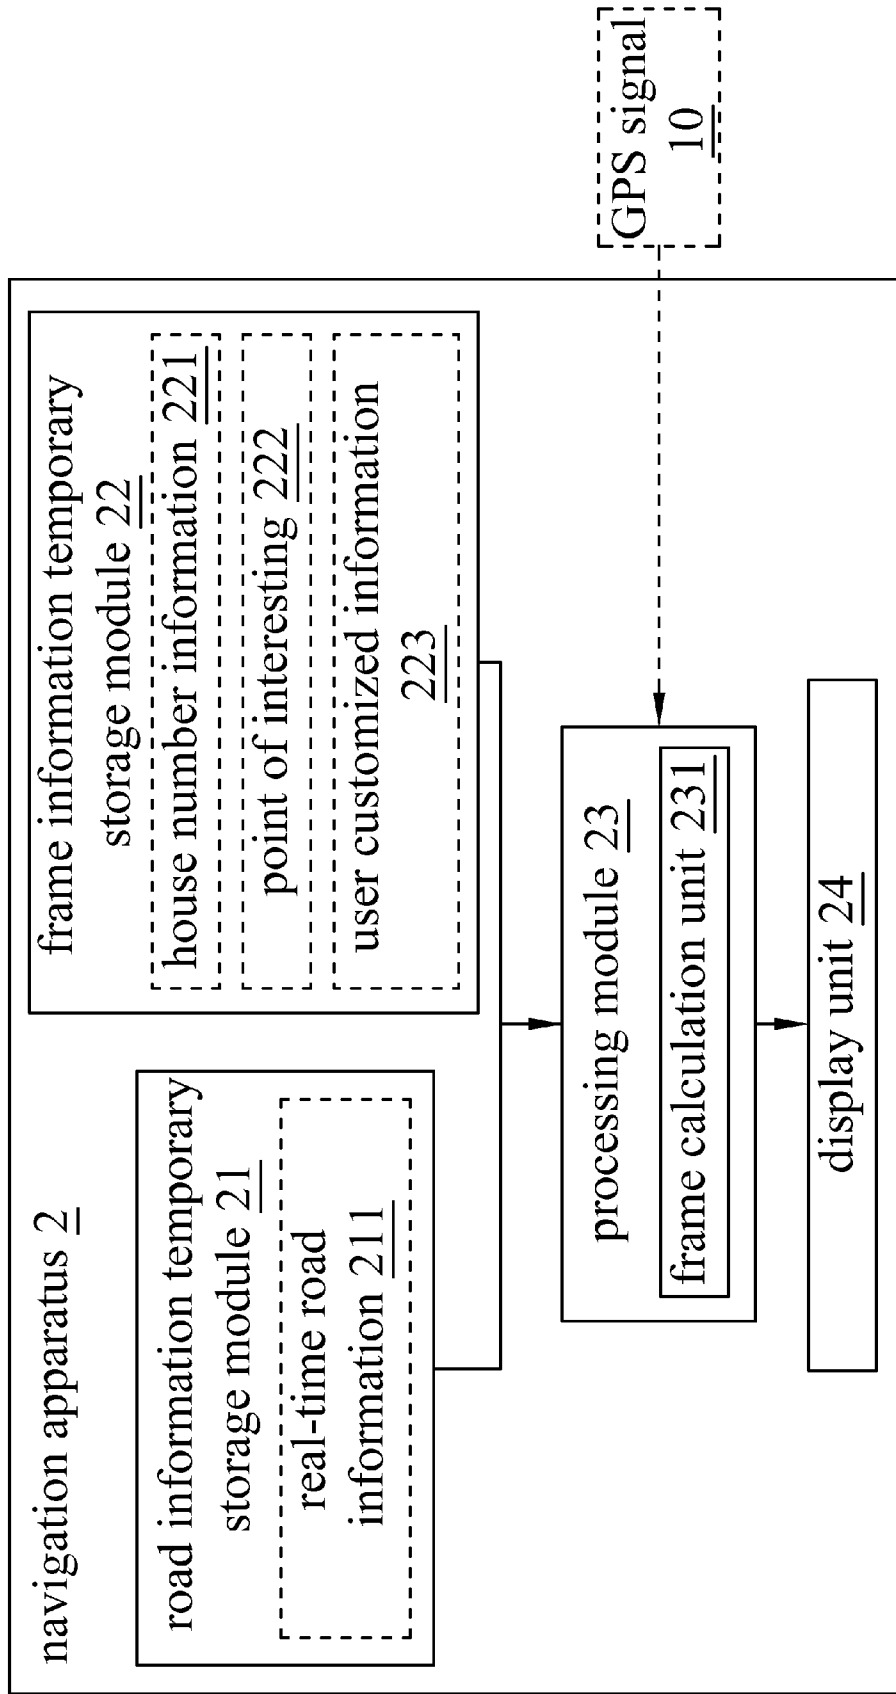 navigation apparatus 2
road information temporary
storage module 21
real-time road
information 211
frame information temporary
storage module 22
house number information 221
point of interesting 222
user customized information
223
processing module 23
frame calculation unit 231
display unit 24
GPS signal
10